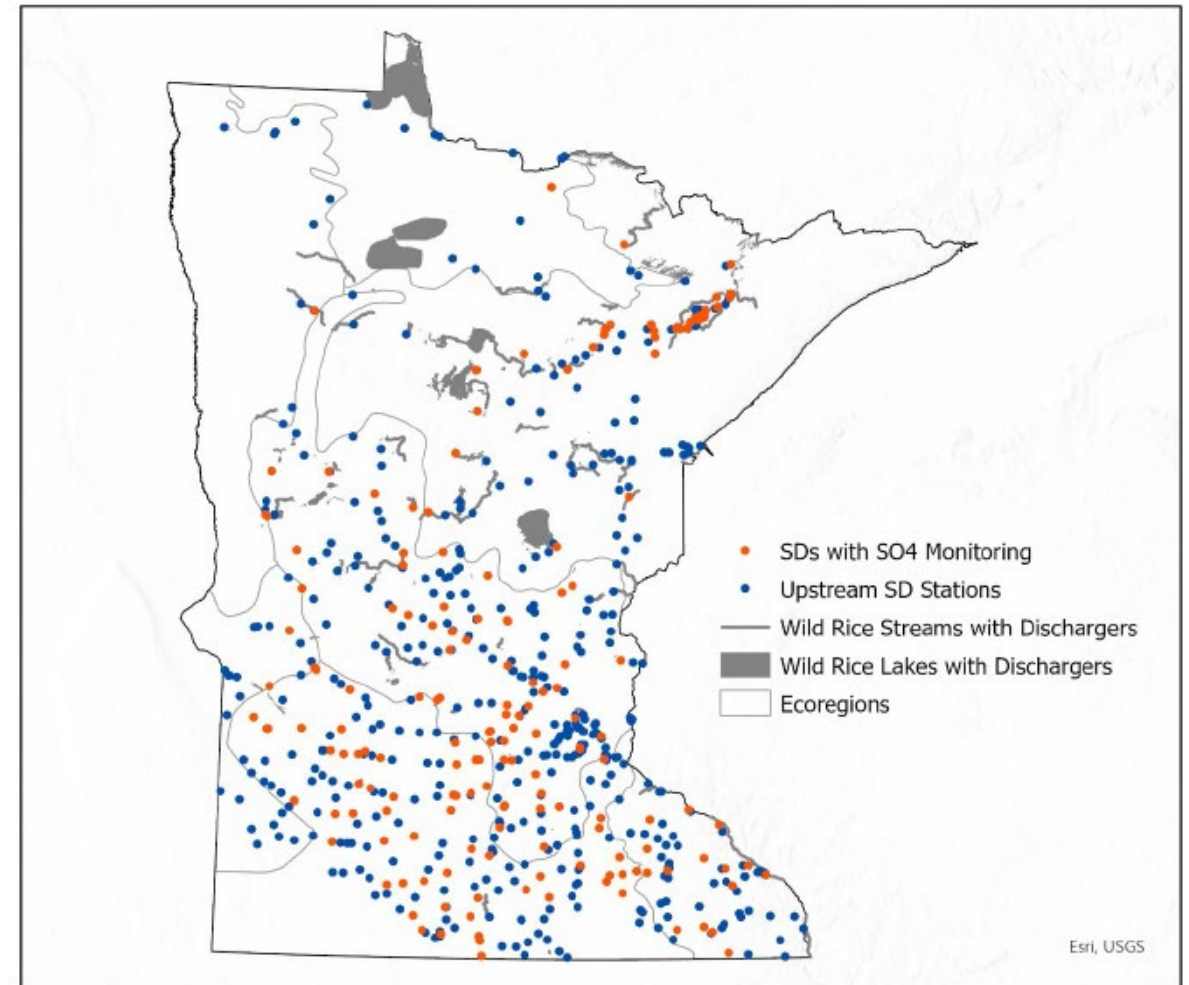 SDs with SO4 Monitoring
Upstream SD Stations
Wild Rice Streams with Dischargers
Wild Rice Lakes with Dischargers
Ecoregions
Esri, USGS